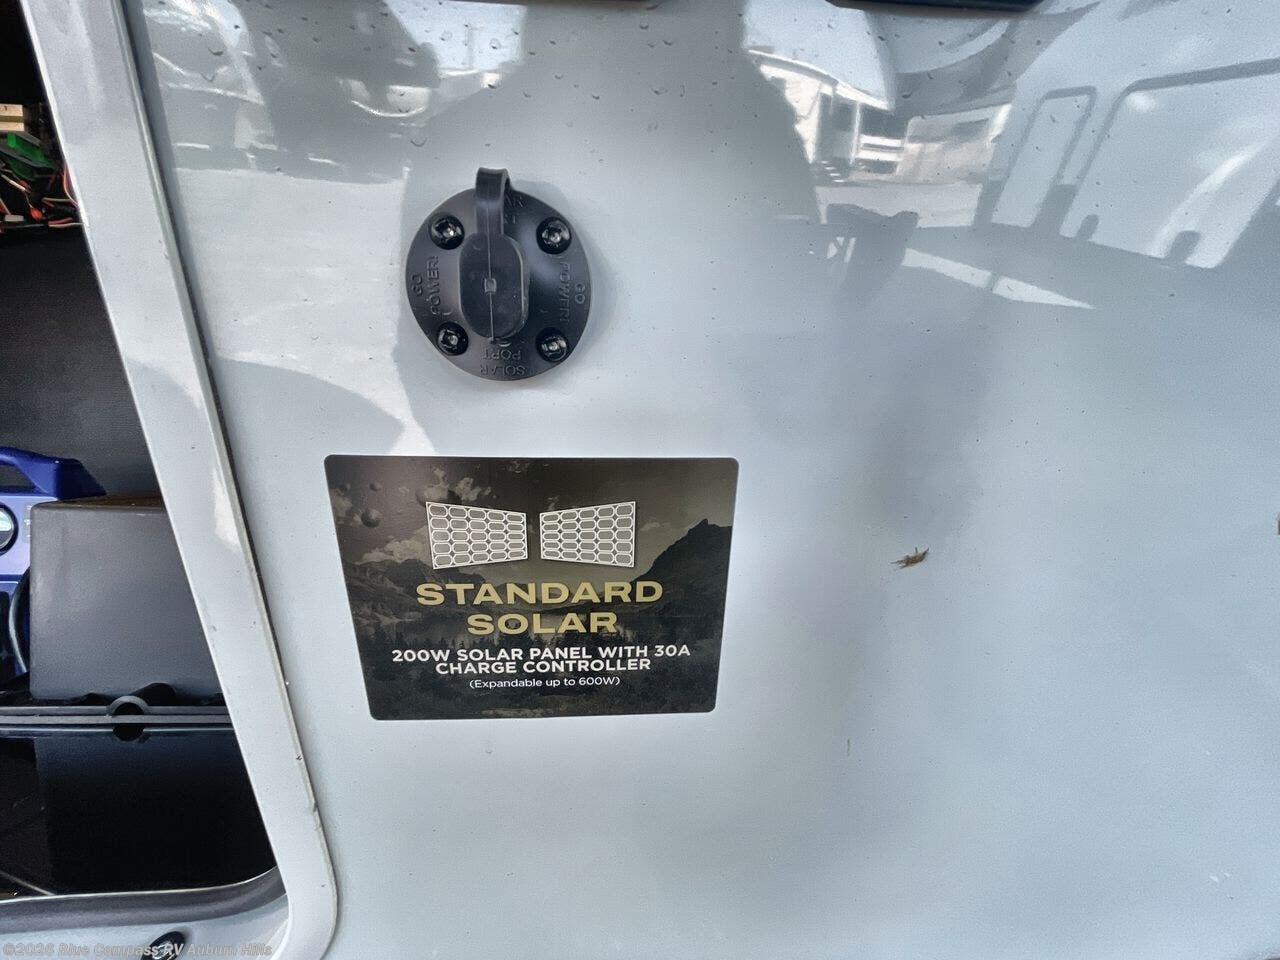 GO POWER!
GO POWER!
SOLAR
PORT
STANDARD
SOLAR
200W SOLAR PANEL WITH 30A
CHARGE CONTROLLER
(Expandable up to 600W)
©2026 Blue Compass RV Auburn Hills